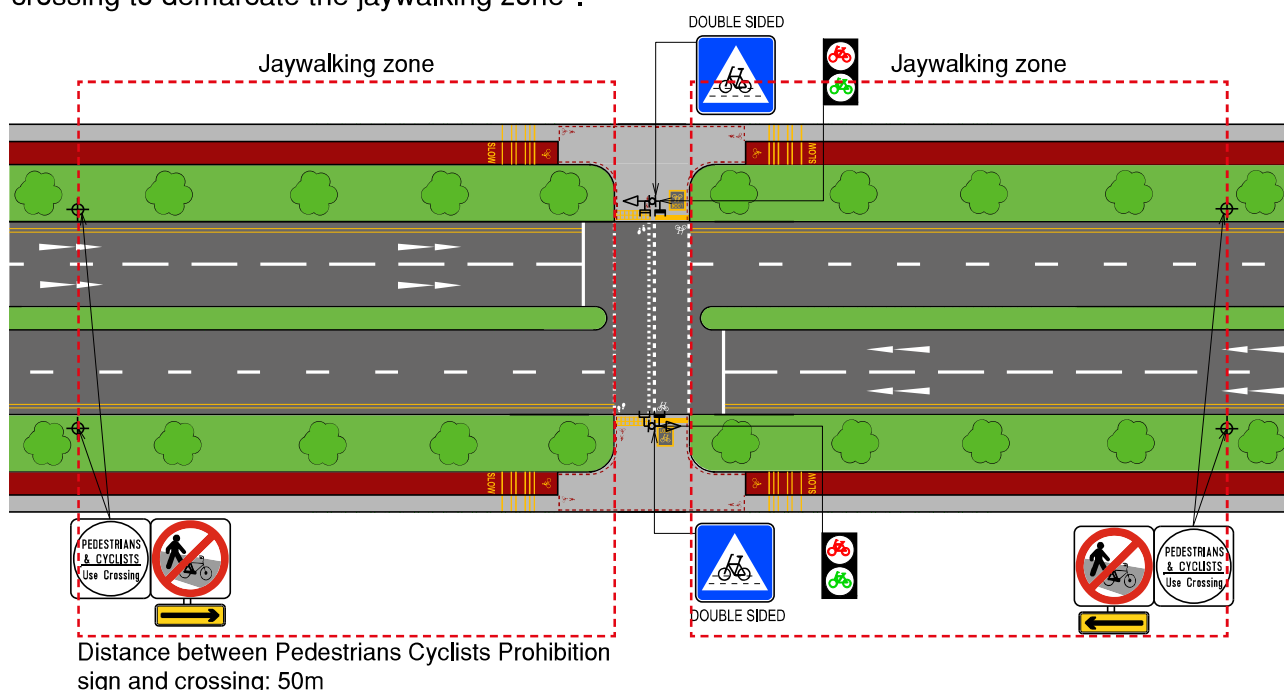 crossing to demarcate the jaywalking zone".
DOUBLE SIDED
Jaywalking zone
Jaywalking zone
SLOW
SLOW
SLOW
SLOW
PEDESTRIANS
& CYCLISTS
Use Crossing
PEDESTRIANS
& CYCLISTS
Use Crossing
DOUBLE SIDED
Distance between Pedestrians Cyclists Prohibition
sign and crossing: 50m